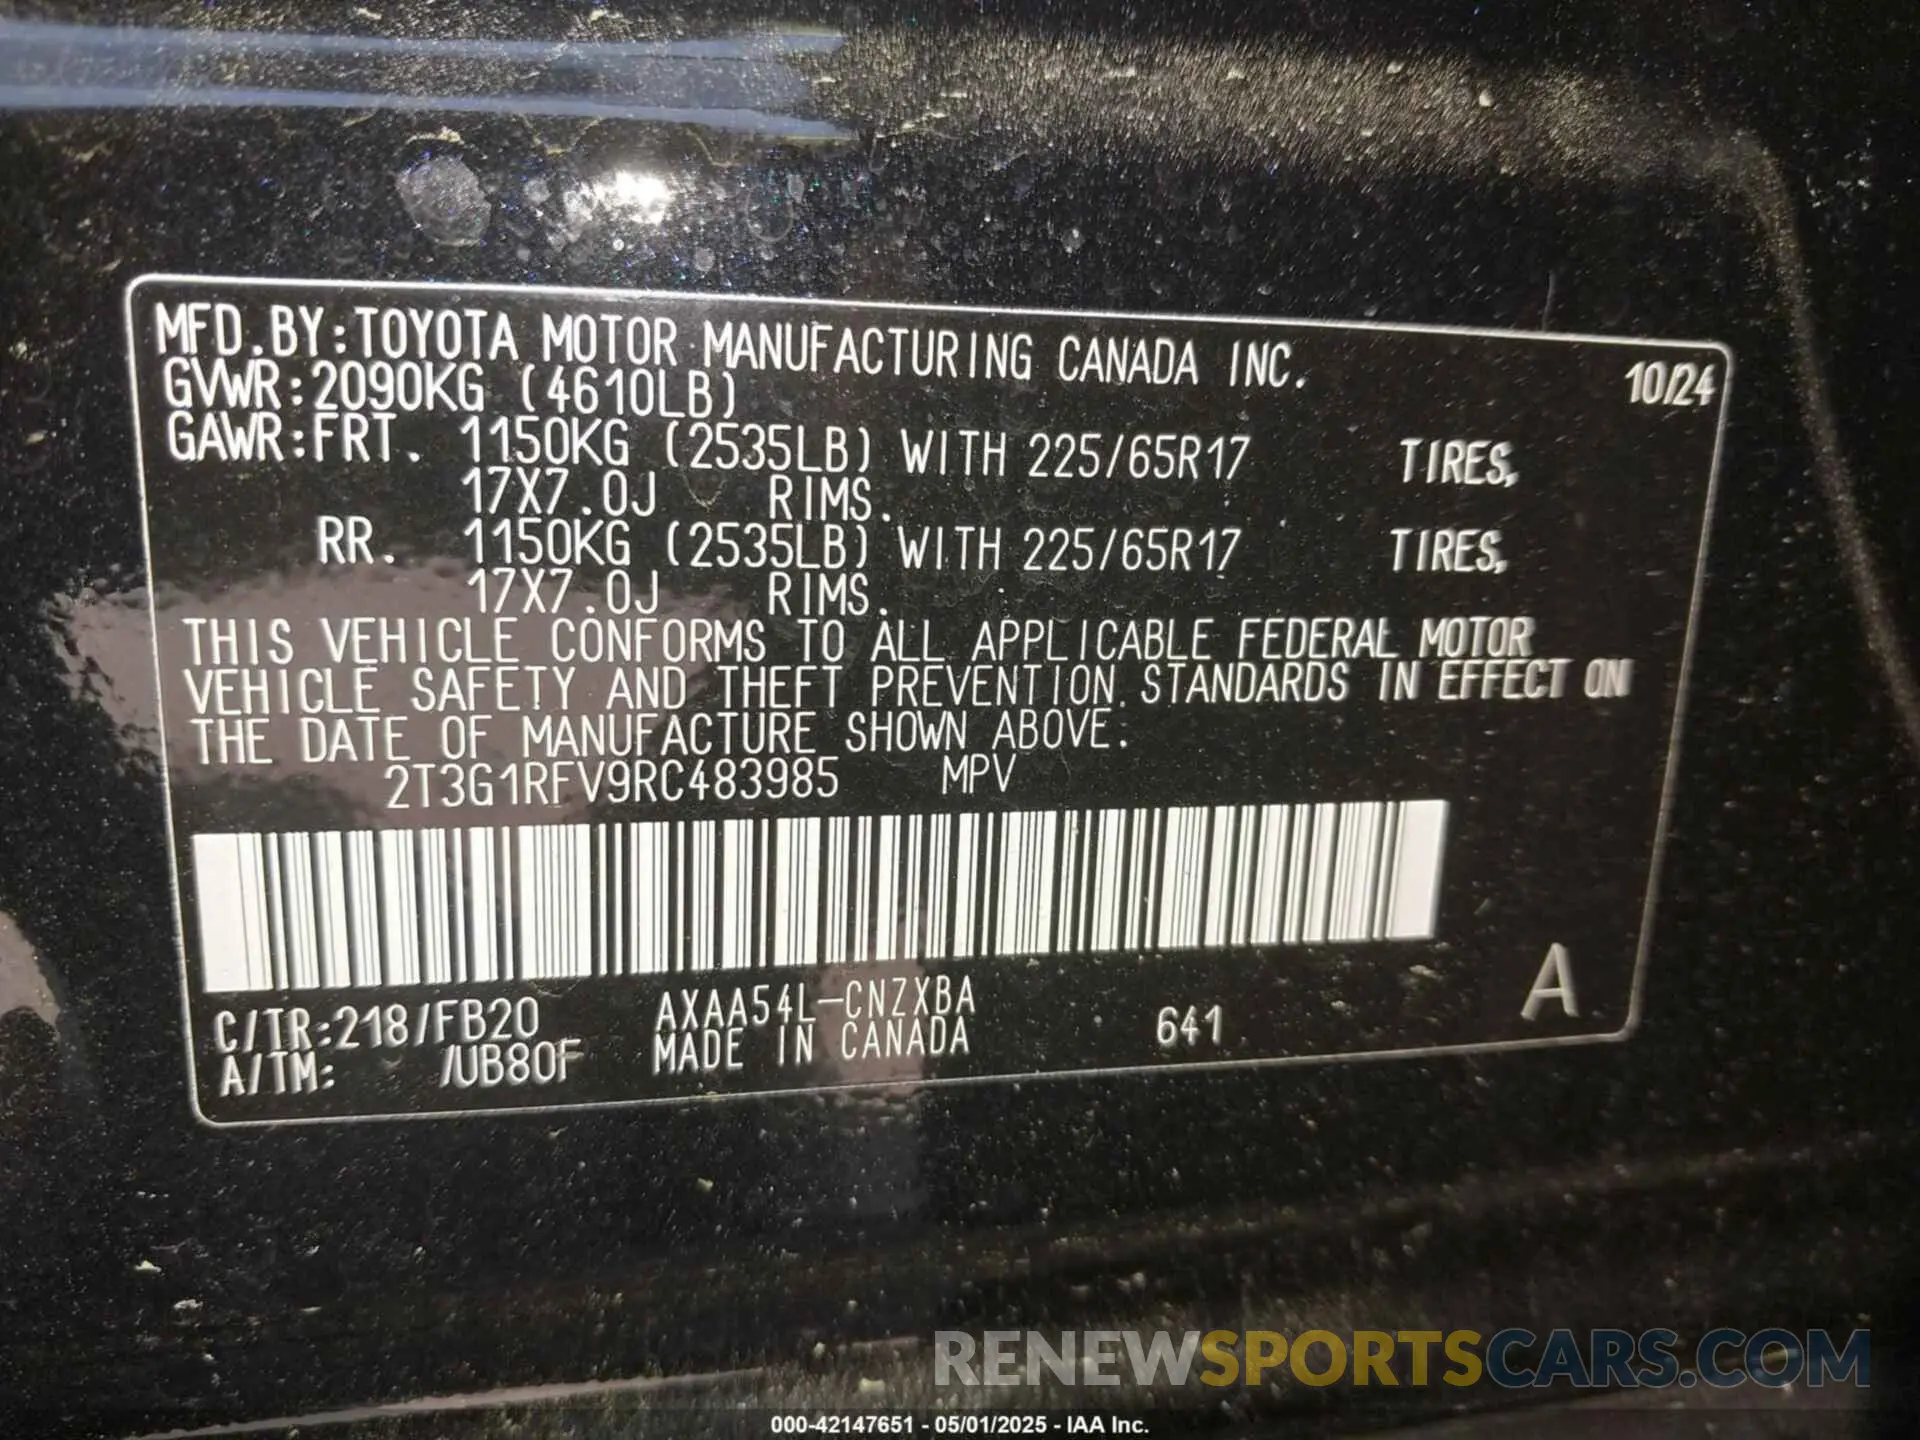 MFD.BY:TOYOTA MOTOR MANUFACTURING CANADA INC. 10/24
GVWR:2090KG (4610LB)
GAWR:FRT. 1150KG (2535LB) WITH 225/65R17 TIRES,
17X7.0J RIMS.
RR. 1150KG (2535LB) WITH 225/65R17 TIRES,
17X7.0J RIMS.
THIS VEHICLE CONFORMS TO ALL APPLICABLE FEDERAL MOTOR
VEHICLE SAFETY AND THEFT PREVENTION STANDARDS IN EFFECT ON
THE DATE OF MANUFACTURE SHOWN ABOVE.
2T3G1RFV9RC483985 MPV
C/TR:218/FB20 AXAA54L-CNZXBA 641 A
A/TM: /UB80F MADE IN CANADA
RENEWSPORTSCARS.COM
000-42147651 - 05/01/2025 - IAA Inc.